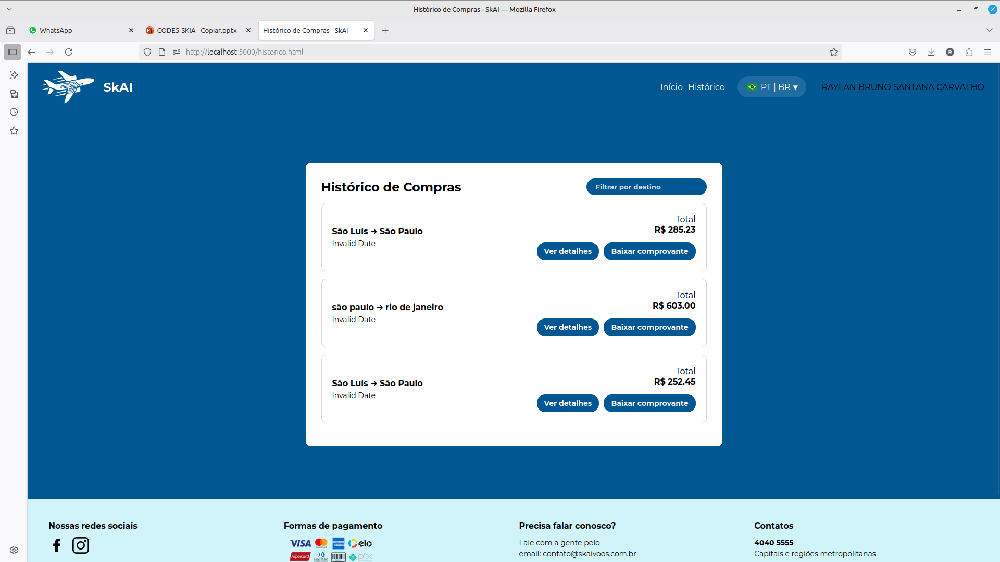 Histórico de Compras - SkAI — Mozilla Firefox
WhatsApp
CODE5-SKIA - Copiar.pptx
Histórico de Compras - SkAI
http://localhost:5000/historico.html
R
SkAI
Início
Histórico
PT | BR ▾
RAYLAN BRUNO SANTANA CARVALHO
Histórico de Compras
Filtrar por destino
São Luís → São Paulo
Invalid Date
Total
R$ 285.23
Ver detalhes
Baixar comprovante
são paulo → rio de janeiro
Invalid Date
Total
R$ 603.00
Ver detalhes
Baixar comprovante
São Luís → São Paulo
Invalid Date
Total
R$ 252.45
Ver detalhes
Baixar comprovante
Nossas redes sociais
Formas de pagamento
VISA
elo
Hipercard
pix
Precisa falar conosco?
Fale com a gente pelo
email: contato@skaivoos.com.br
Contatos
4040 5555
Capitais e regiões metropolitanas